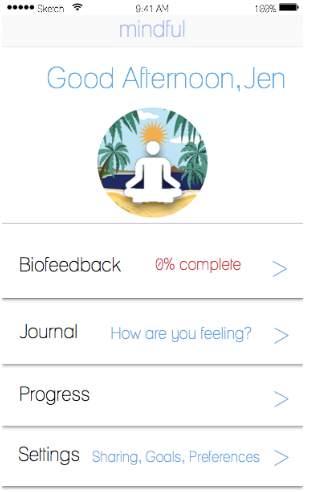 Sketch 9:41 AM 100%
mindful
Good Afternoon, Jen
Biofeedback 0% complete >
Journal How are you feeling? >
Progress >
Settings Sharing, Goals, Preferences >